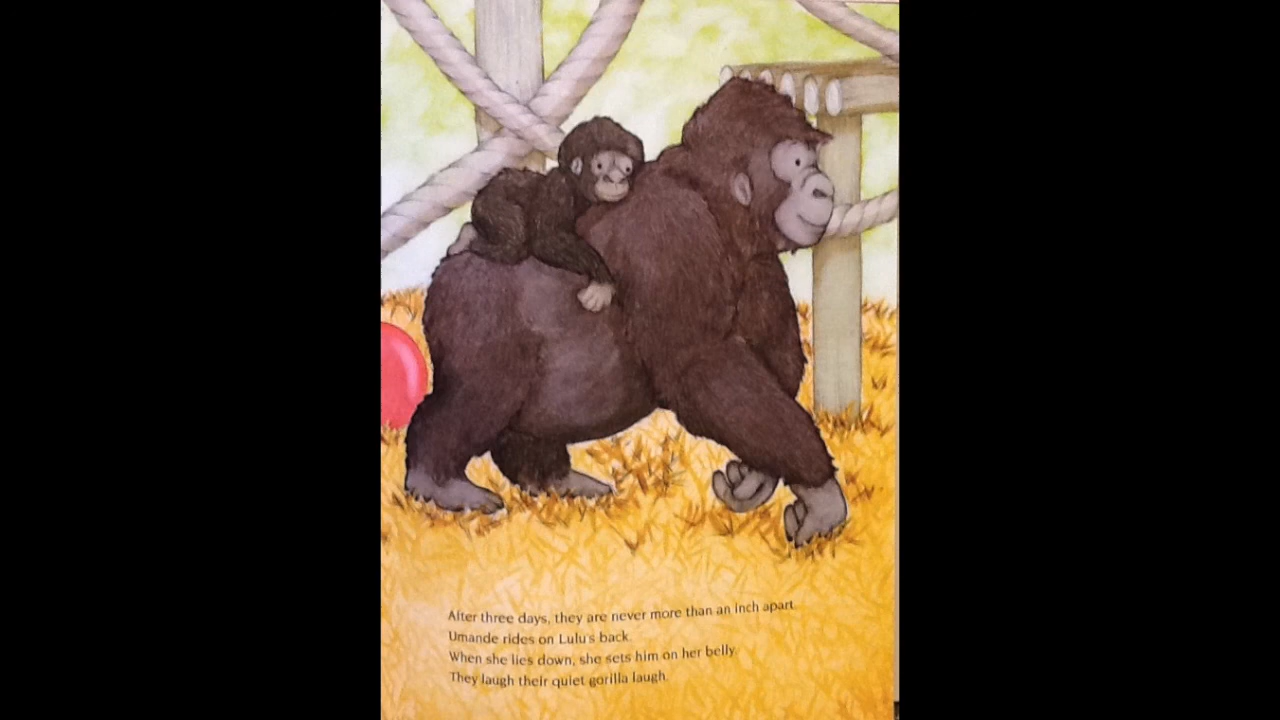 After three days, they are never more than an inch apart.
Umande rides on Lulu's back.
When she lies down, she sets him on her belly.
They laugh their quiet gorilla laugh.